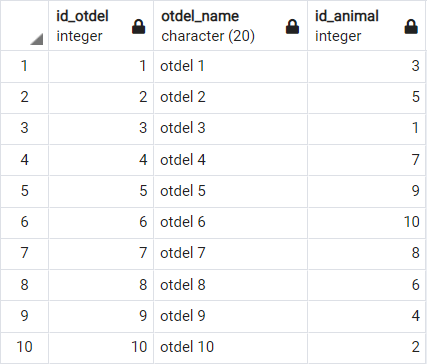 id_otdel otdel_name id_animal
integer character (20) integer
1 1 otdel 1 3
2 2 otdel 2 5
3 3 otdel 3 1
4 4 otdel 4 7
5 5 otdel 5 9
6 6 otdel 6 10
7 7 otdel 7 8
8 8 otdel 8 6
9 9 otdel 9 4
10 10 otdel 10 2